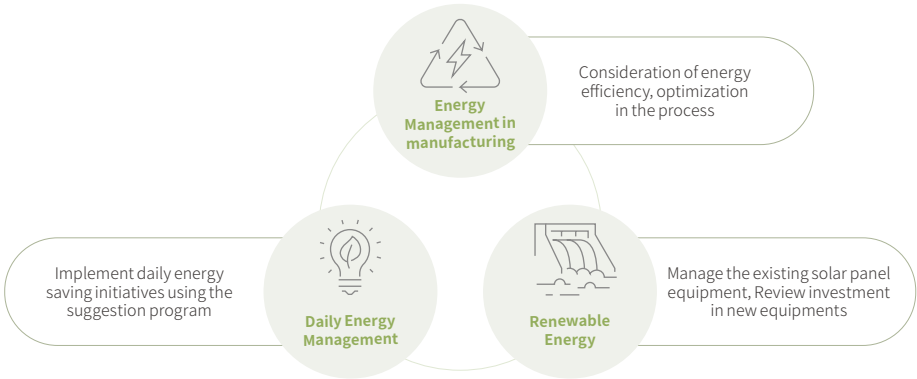 Energy
Management in
manufacturing
Consideration of energy
efficiency, optimization
in the process
Implement daily energy
saving initiatives using the
suggestion program
Daily Energy
Management
Renewable
Energy
Manage the existing solar panel
equipment, Review investment
in new equipments